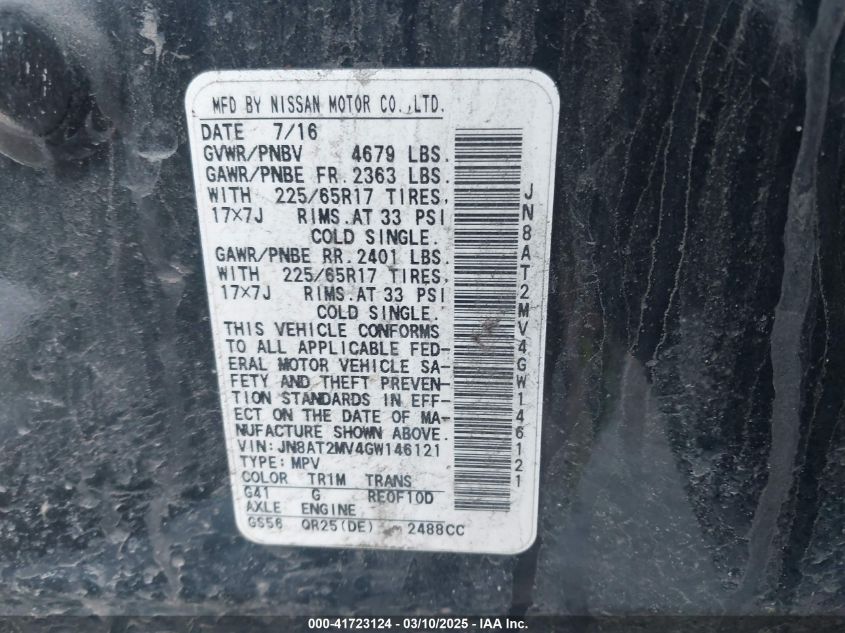 MFD BY NISSAN MOTOR CO.,LTD.
DATE 7/16
GVWR/PNBV 4679 LBS.
GAWR/PNBE FR.2363 LBS.
WITH 225/65R17 TIRES,
17×7J RIMS.AT 33 PSI
COLD SINGLE.
GAWR/PNBE RR.2401 LBS.
WITH 225/65R17 TIRES,
17×7J RIMS.AT 33 PSI
COLD SINGLE.
THIS VEHICLE CONFORMS
TO ALL APPLICABLE FED-
ERAL MOTOR VEHICLE SA-
FETY AND THEFT PREVEN-
TION STANDARDS IN EFF-
ECT ON THE DATE OF MA-
NUFACTURE SHOWN ABOVE.
VIN: JN8AT2MV4GW146121
TYPE: MPV
COLOR TRIM TRANS
G41 G RE0F10D
AXLE ENGINE
GS56 QR25(DE) 2488CC
JN8AT2MV4GW146121
000-41723124 — 03/10/2025 - IAA Inc.